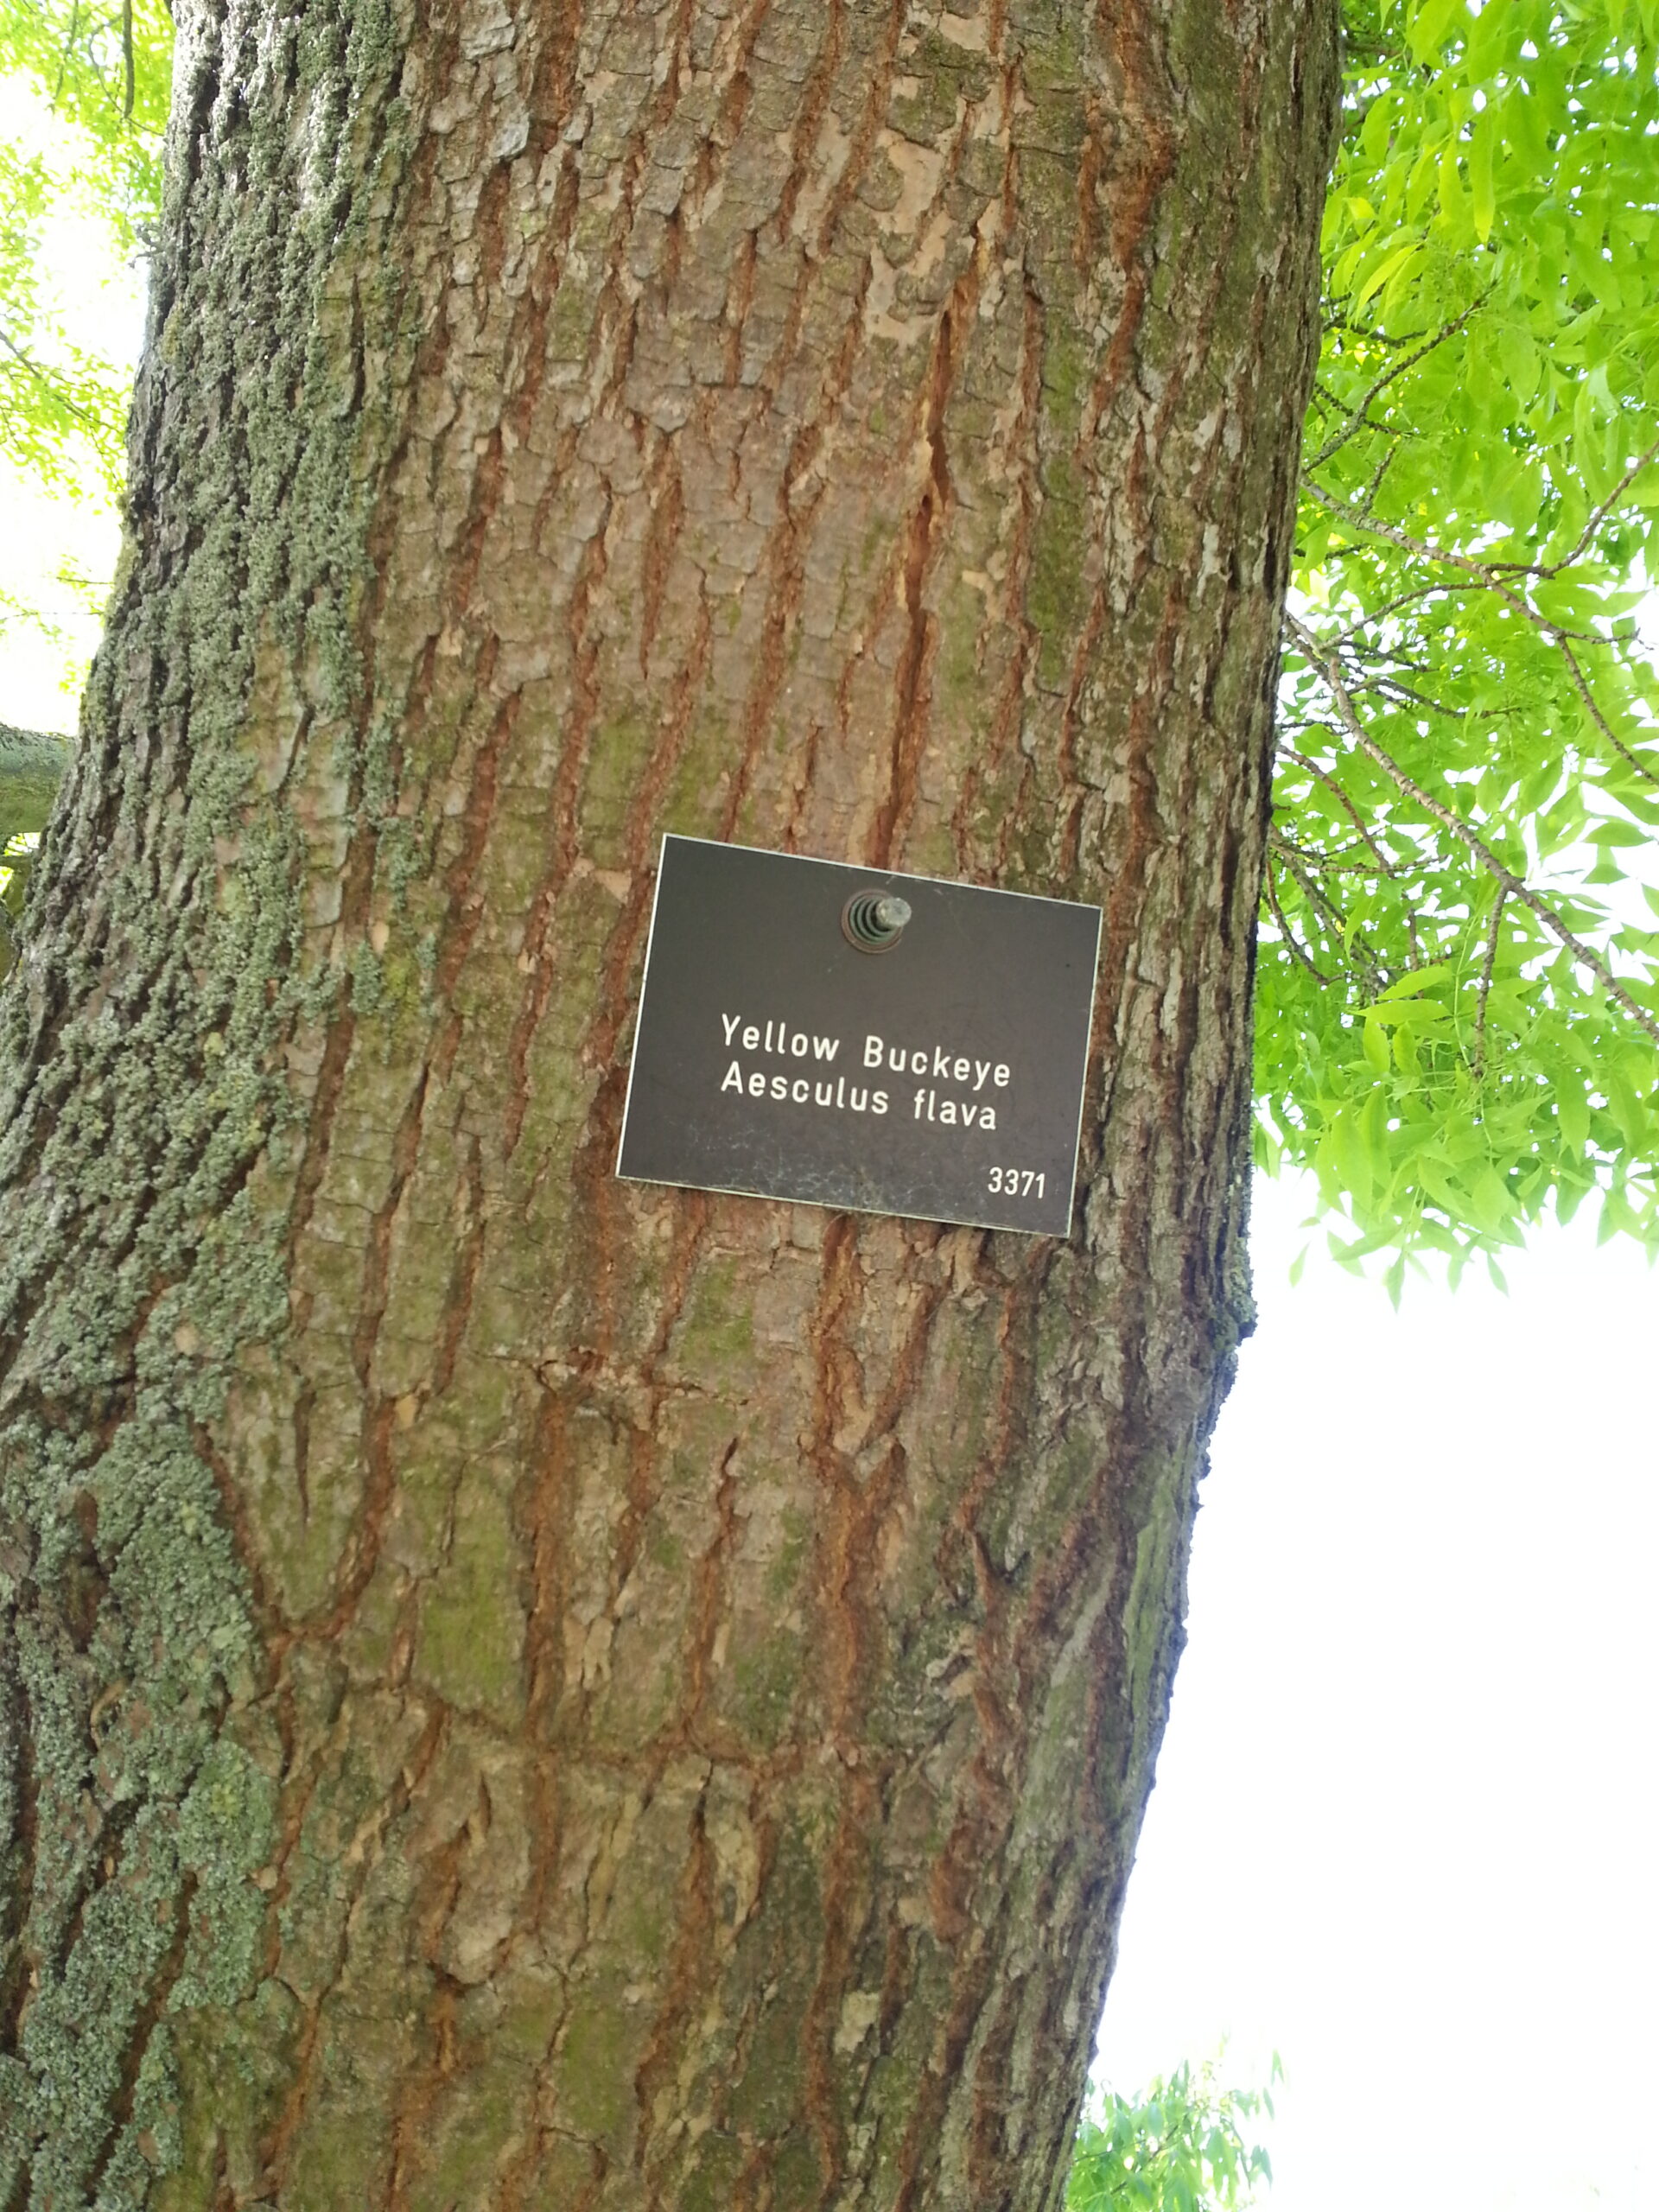 Yellow Buckeye
Aesculus flava
3371